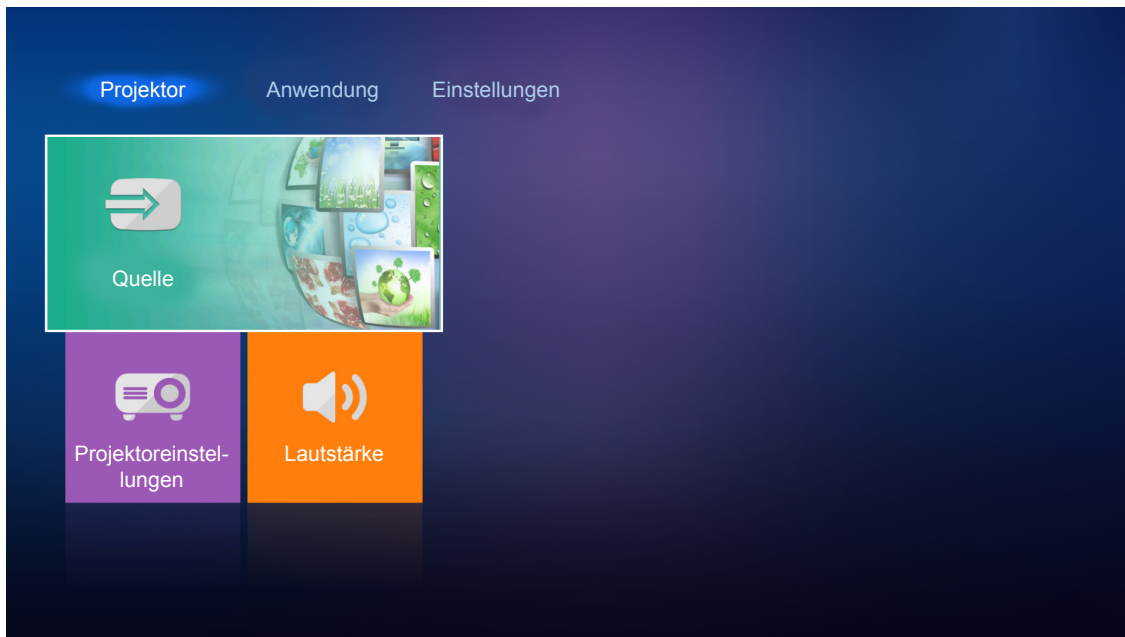 Projektor Anwendung Einstellungen
Quelle
Projektoreinstel-
lungen
Lautstärke